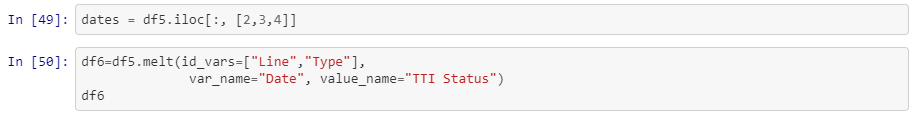 In [49]: dates = df5.iloc[:, [2,3,4]]
In [50]: df6=df5.melt(id_vars=["Line","Type"],
var_name="Date", value_name="TTI Status")
df6